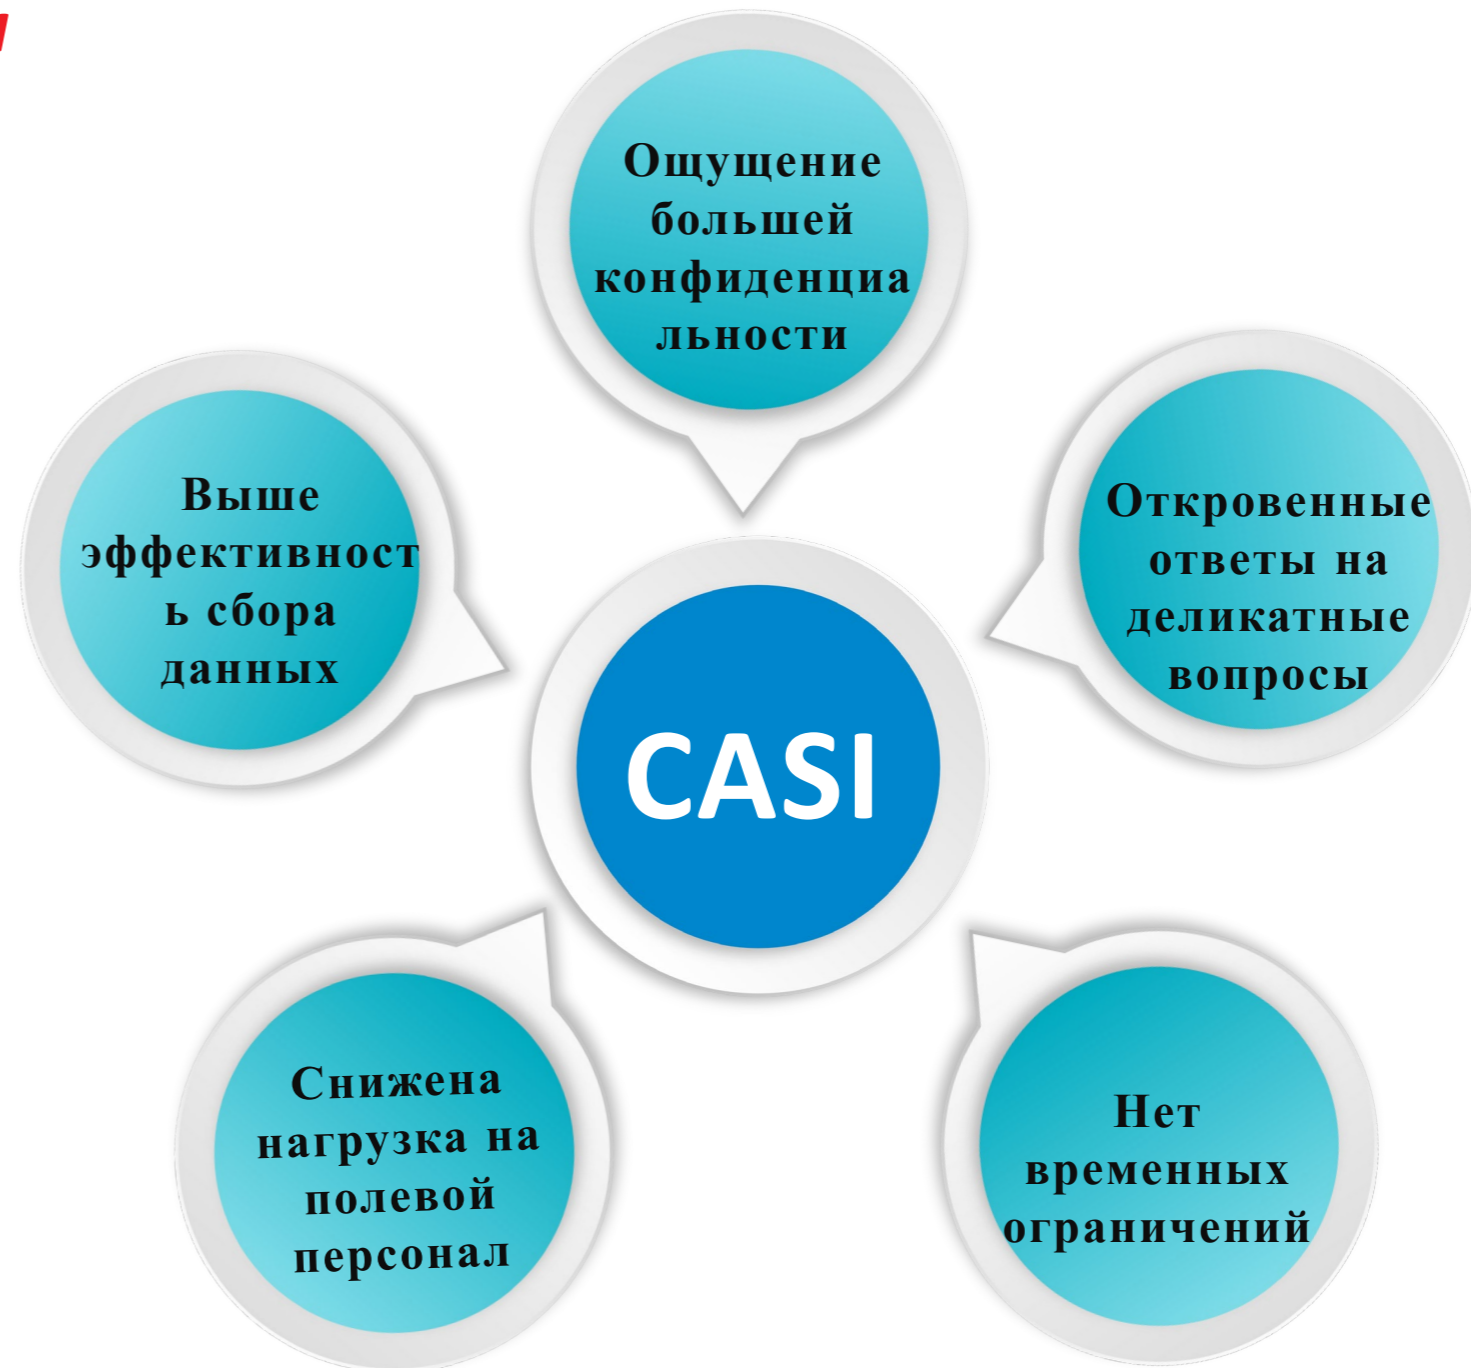 Ощущение
большей
конфиденциа
льности
Выше
эффективност
ь сбора
данных
Откровенные
ответы на
деликатные
вопросы
CASI
Снижена
нагрузка на
полевой
персонал
Нет
временных
ограничений